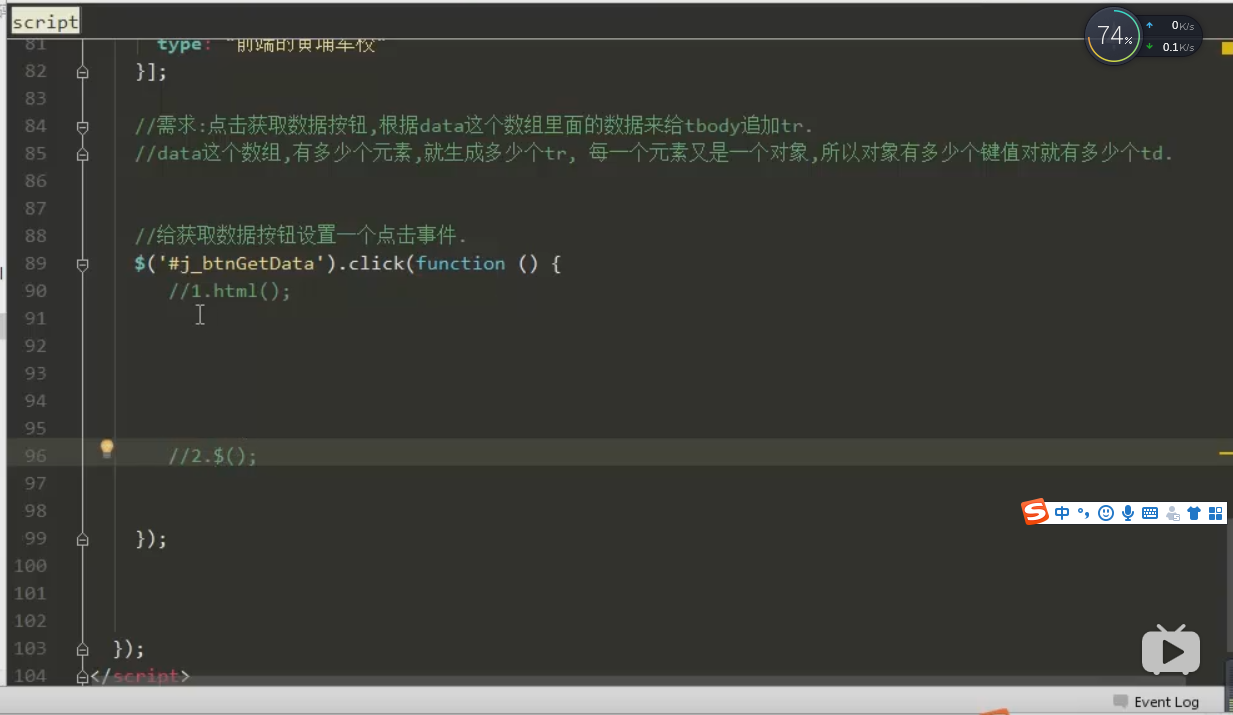 script
81 type: "前端的黄埔军校"
82 }];
83
84 //需求:点击获取数据按钮,根据data这个数组里面的数据来给tbody追加tr.
85 //data这个数组,有多少个元素,就生成多少个tr, 每一个元素又是一个对象,所以对象有多少个键值对就有多少个td.
86
87
88 //给获取数据按钮设置一个点击事件.
89 $('#j_btnGetData').click(function () {
90 //1.html();
91
92
93
94
95
96 //2.$();
97
98
99 });
100
101
102
103 });
104 </script>
74%
0K/s
0.1K/s
S 中
Event Log